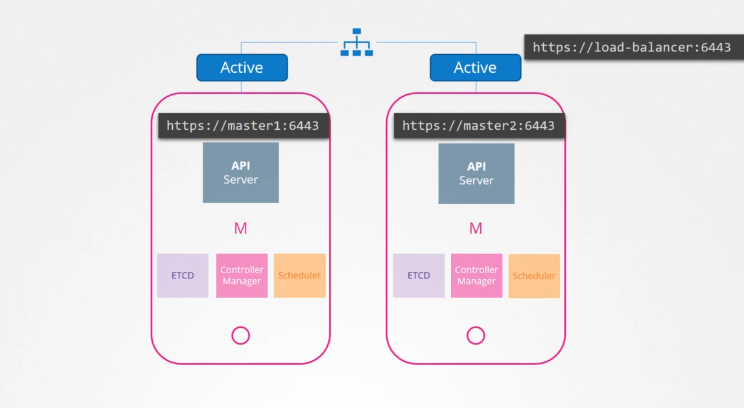 https://load-balancer:6443
Active
Active
https://master1:6443
https://master2:6443
API
Server
API
Server
M
M
ETCD
Controller
Manager
Scheduler
ETCD
Controller
Manager
Scheduler